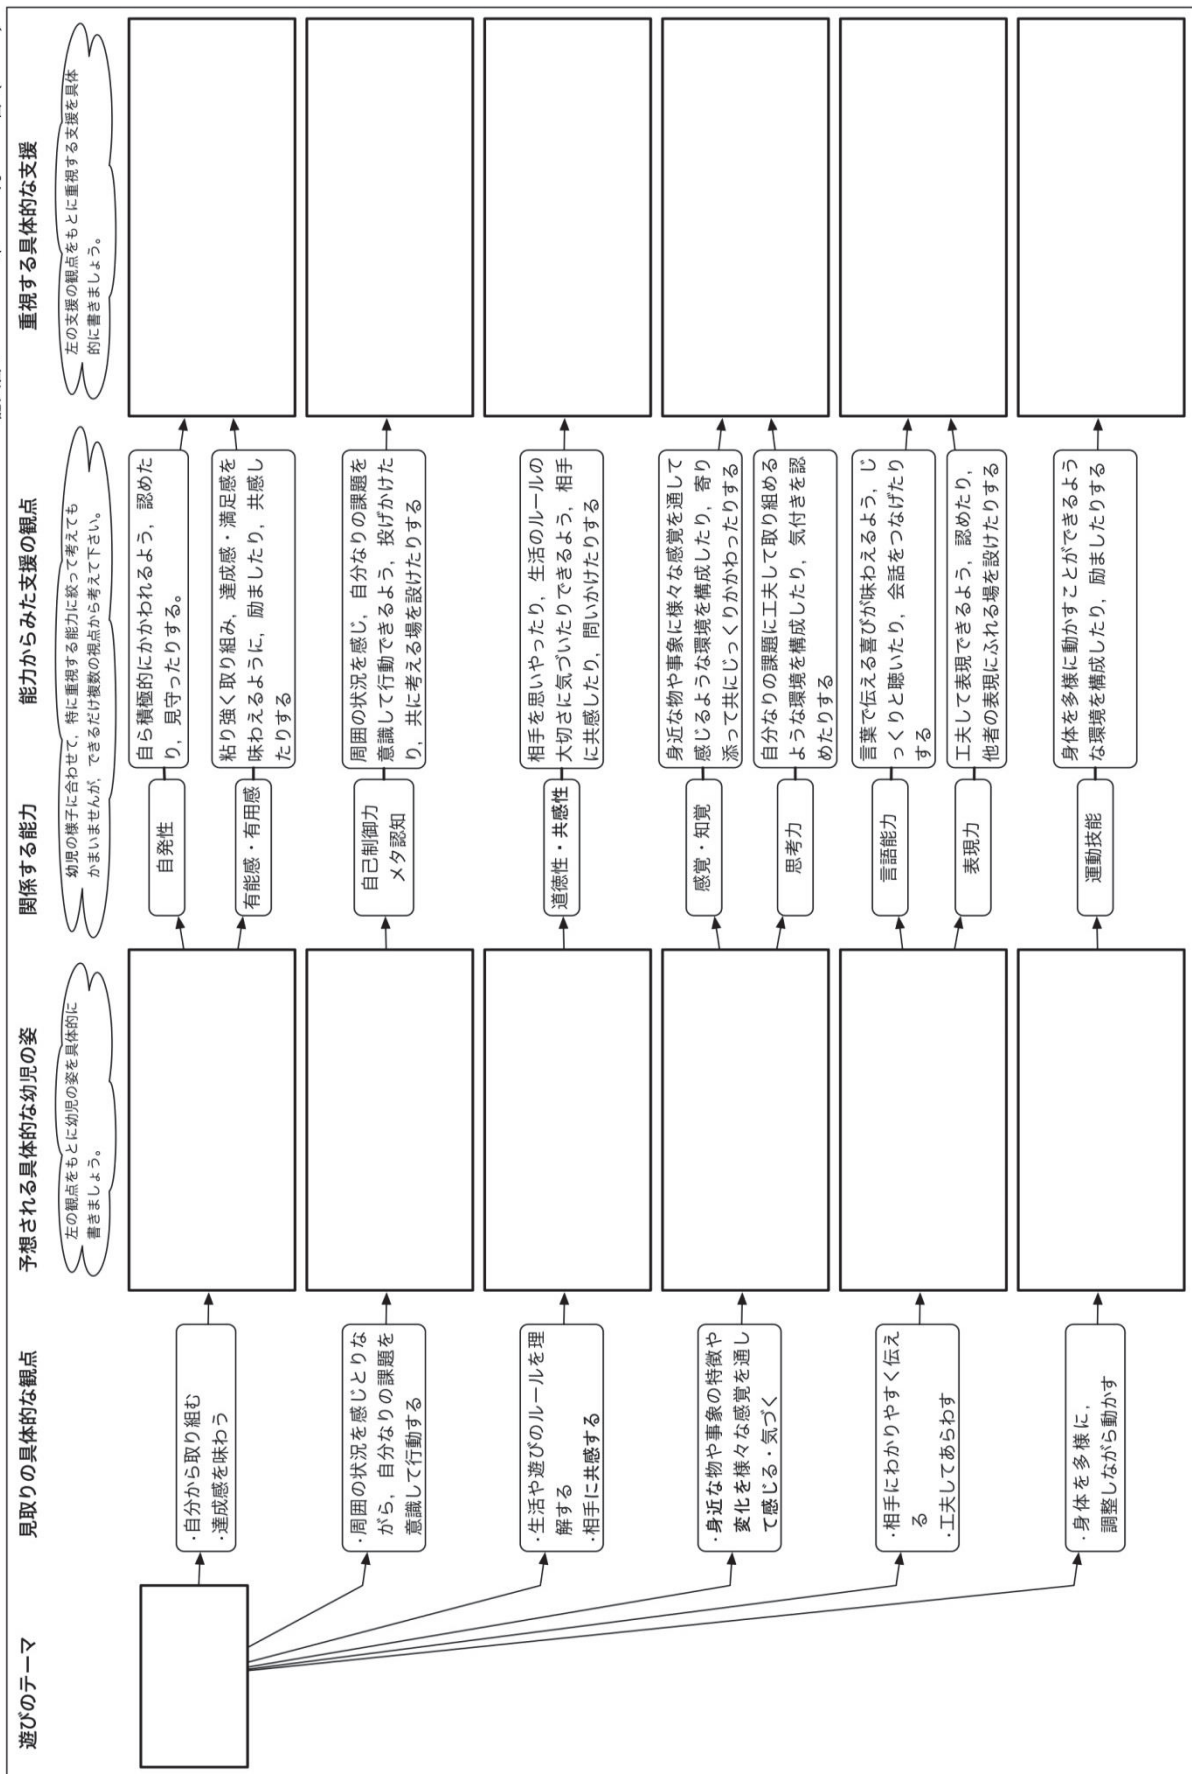 遊びのテーマ
見取りの具体的な観点
予想される具体的な幼児の姿
関係する能力
能力からみた支援の観点
重視する具体的な支援
左の観点をもとに幼児の姿を具体的に
書きましょう。
幼児の様子に合わせて，特に重視する能力に絞って考えても
かまいませんが，できるだけ複数の視点から考えて下さい。
左の支援の観点をもとに重視する支援を具体
的に書きましょう。
・自分から取り組む
・達成感を味わう
自発性
自ら積極的にかかわれるよう，認めた
り，見守ったりする。
有能感・有用感
粘り強く取り組み，達成感・満足感を
味わえるように，励ましたり，共感し
たりする
・周囲の状況を感じとりな
がら，自分なりの課題を
意識して行動する
自己制御力
メタ認知
周囲の状況を感じ，自分なりの課題を
意識して行動できるよう，投げかけた
り，共に考える場を設けたりする
・生活や遊びのルールを理
解する
・相手に共感する
道徳性・共感性
相手を思いやったり，生活のルールの
大切さに気づいたりできるよう，相手
に共感したり，問いかけたりする
・身近な物や事象の特徴や
変化を様々な感覚を通し
て感じる・気づく
感覚・知覚
身近な物や事象に様々な感覚を通して
感じるような環境を構成したり，寄り
添って共にじっくりかかわったりする
思考力
自分なりの課題に工夫して取り組める
ような環境を構成したり，気付きを認
めたりする
・相手にわかりやすく伝え
る
・工夫してあらわす
言語能力
言葉で伝える喜びが味わえるよう，じ
っくりと聴いたり，会話をつなげたり
する
表現力
工夫して表現できるよう，認めたり，
他者の表現にふれる場を設けたりする
・身体を多様に，
調整しながら動かす
運動技能
身体を多様に動かすことができるよう
な環境を構成したり，励ましたりする